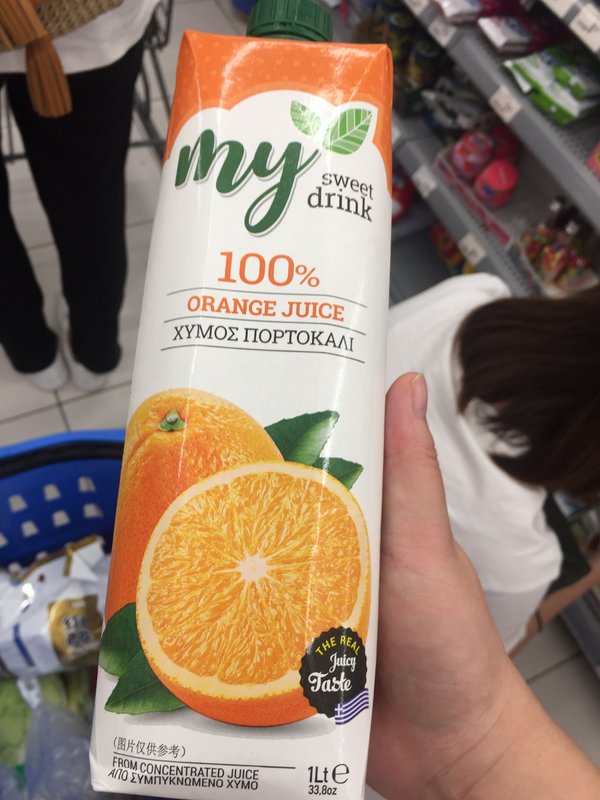 my
sweet
drink
100%
ORANGE JUICE
ΧΥΜΟΣ ΠΟΡΤΟΚΑΛΙ
THE REAL
Juicy
Taste
(图片仅供参考)
FROM CONCENTRATED JUICE
ΑΠΟ ΣΥΜΠΥΚΝΩΜΕΝΟ ΧΥΜΟ
1Lt e
33,8oz